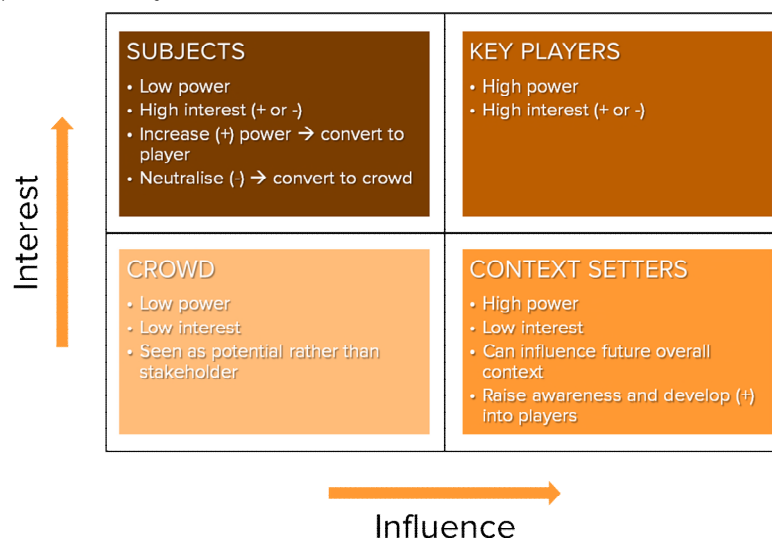 SUBJECTS
• Low power
• High interest (+ or -)
• Increase (+) power → convert to
player
• Neutralise (-) → convert to crowd
KEY PLAYERS
• High power
• High interest (+ or -)
Interest
CROWD
• Low power
• Low interest
• Seen as potential rather than
stakeholder
CONTEXT SETTERS
• High power
• Low interest
• Can influence future overall
context
• Raise awareness and develop (+)
into players
Influence